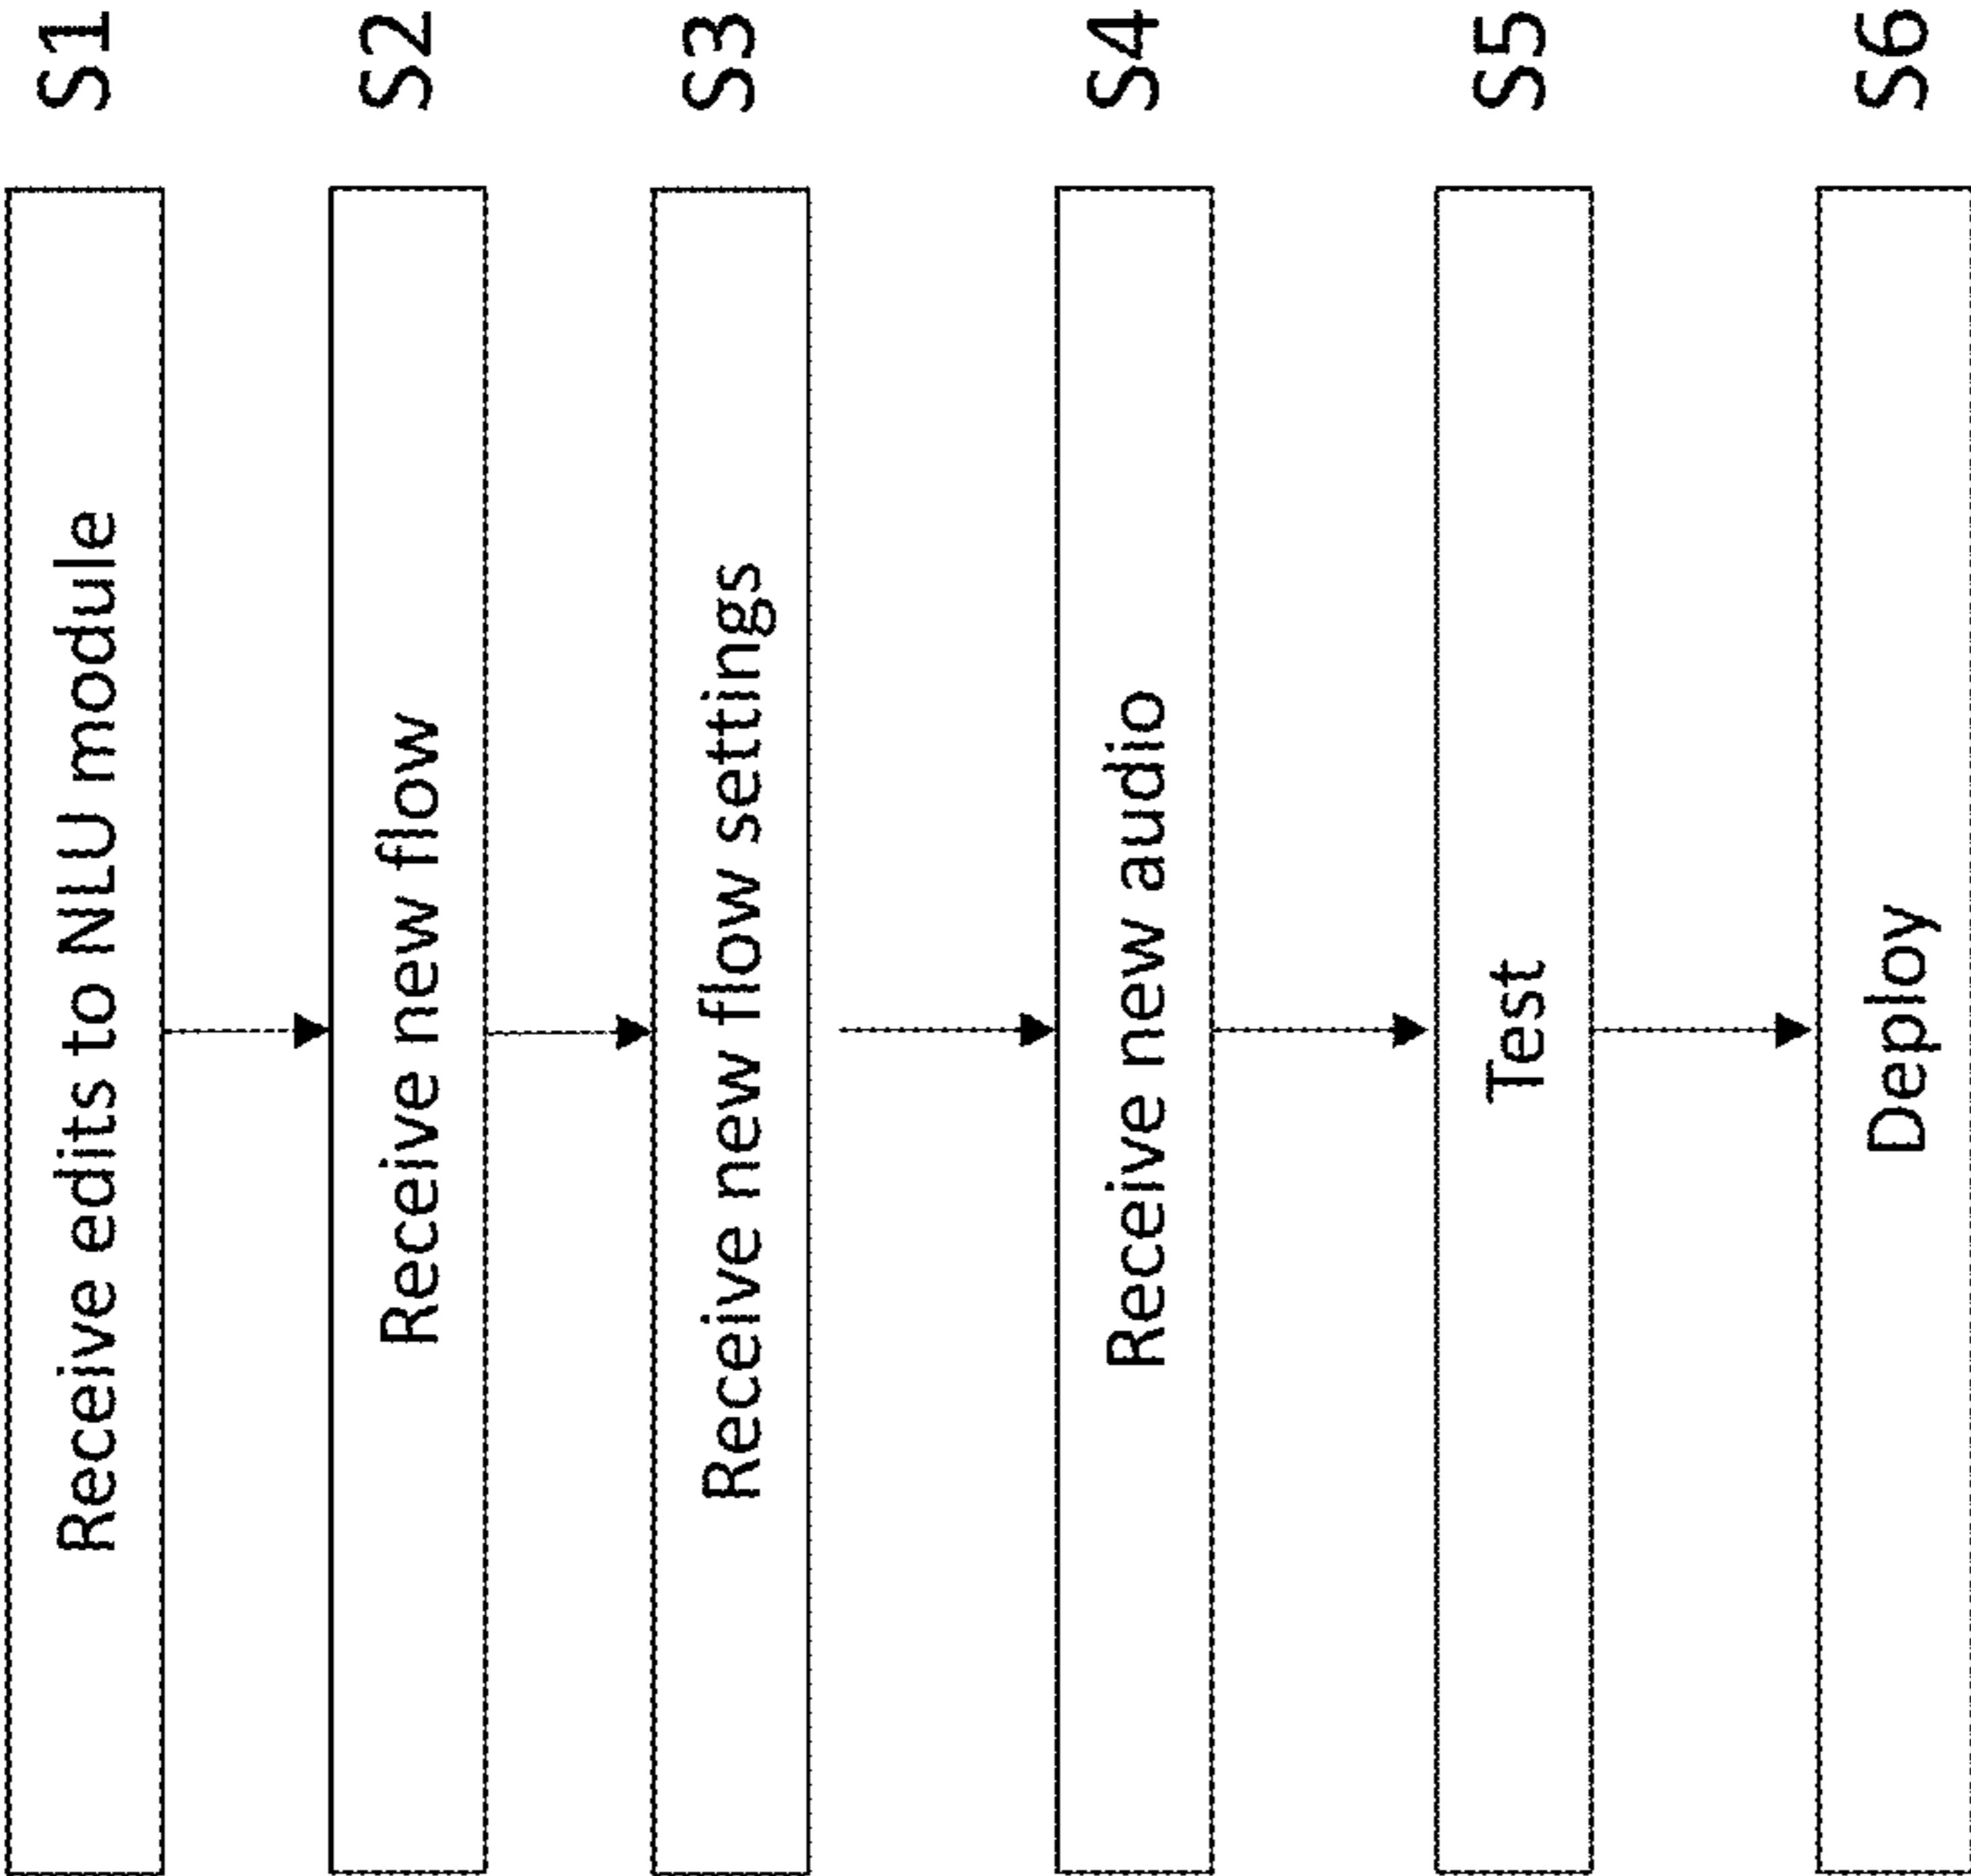 Receive edits to NLU module S1
Receive new flow S2
Receive new flow settings S3
Receive new audio S4
Test S5
Deploy S6